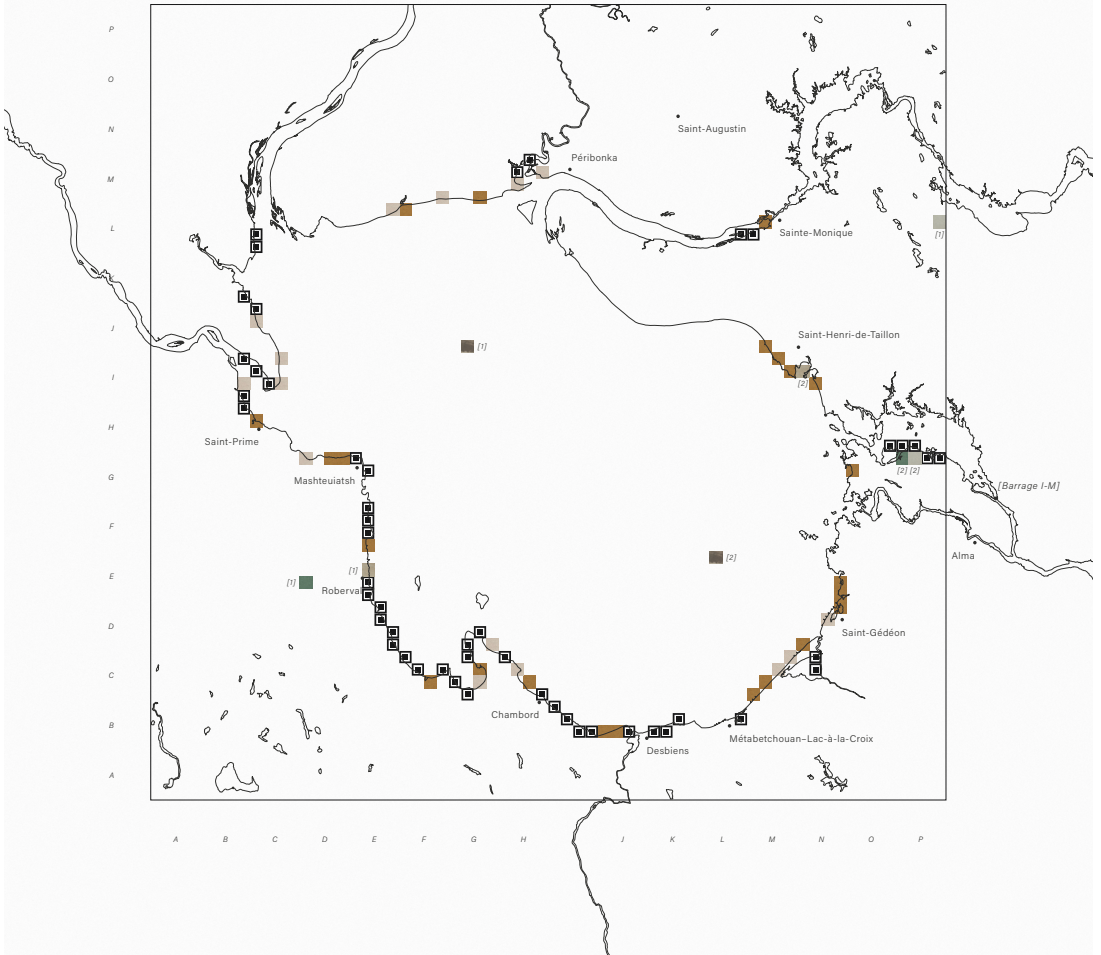 P
O
N
Saint-Augustin
M
Péribonka
L
Sainte-Monique
[1]
K
J
Saint-Henri-de-Taillon
[1]
I
[2]
H
Saint-Prime
G
Mashteuiatsh
[2] [2]
[Barrage I-M]
F
Alma
[2]
E
[1]
[1]
Roberval
D
Saint-Gédéon
C
Chambord
B
Métabetchouan–Lac-à-la-Croix
Desbiens
A
A B C D E F G H J K L M N O P